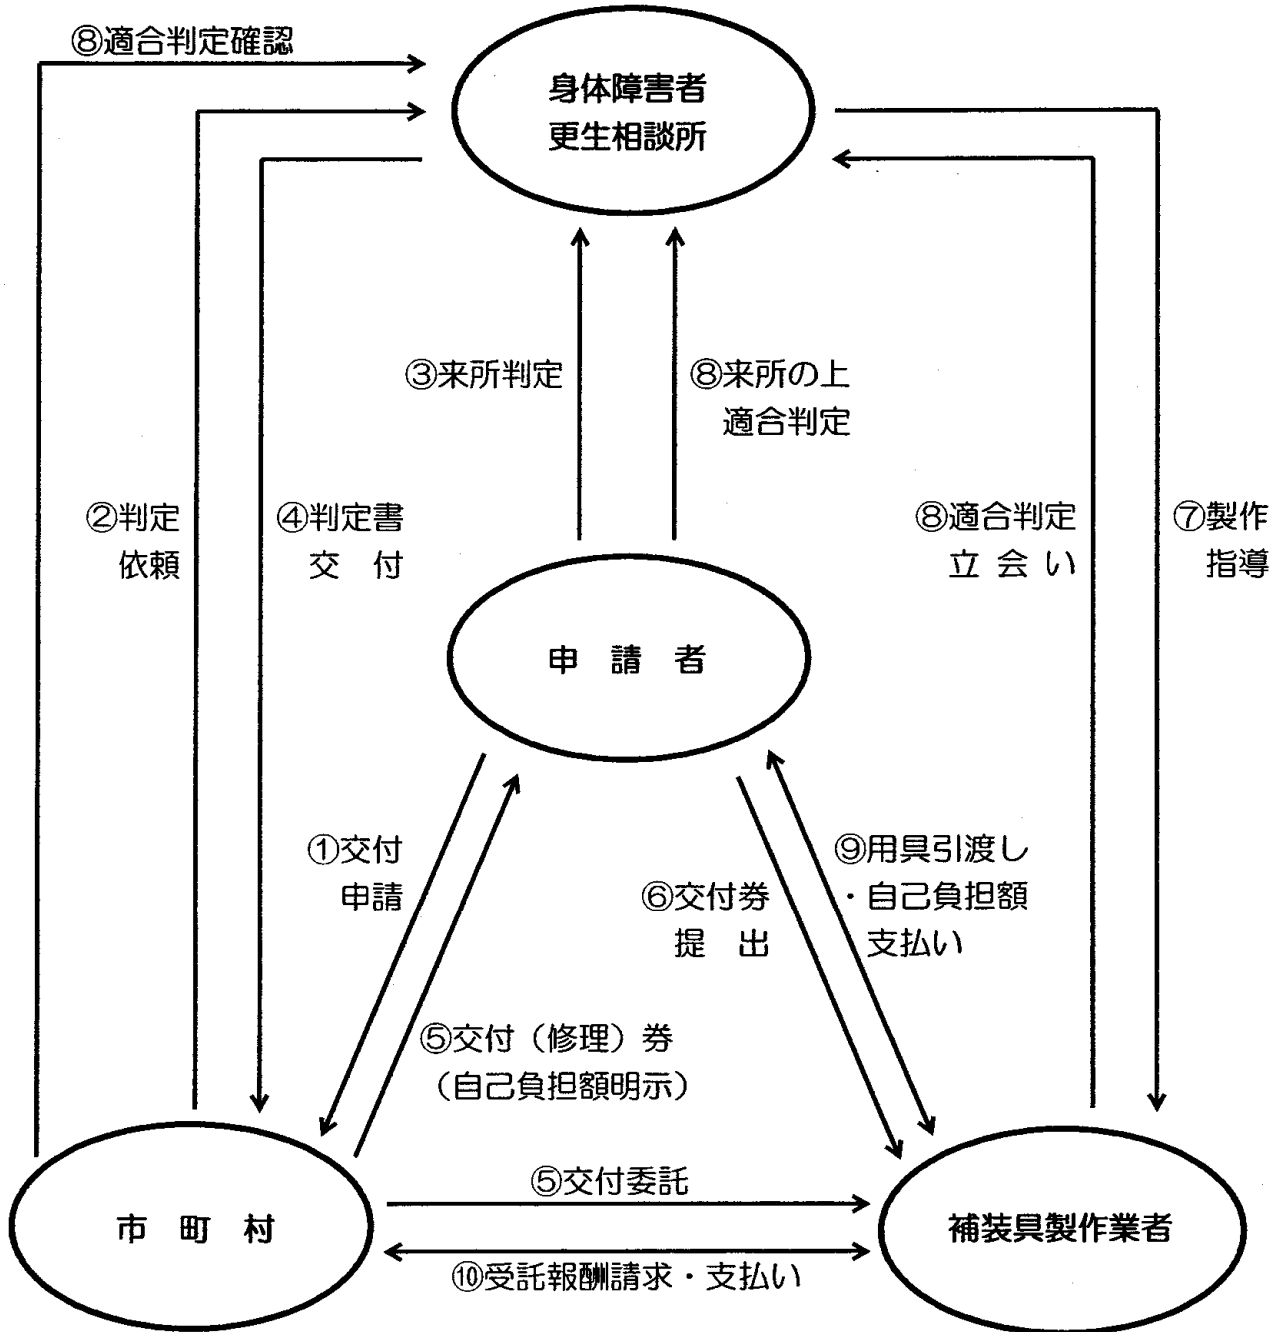 ⑧適合判定確認
身体障害者
更生相談所
③来所判定
⑧来所の上
適合判定
②判定
依頼
④判定書
交　付
⑧適合判定
立 会 い
⑦製作
指導
申　請　者
①交付
申請
⑥交付券
提　出
⑨用具引渡し
・自己負担額
支払い
⑤交付（修理）券
（自己負担額明示）
⑤交付委託
市　町　村
補装具製作業者
⑩受託報酬請求・支払い